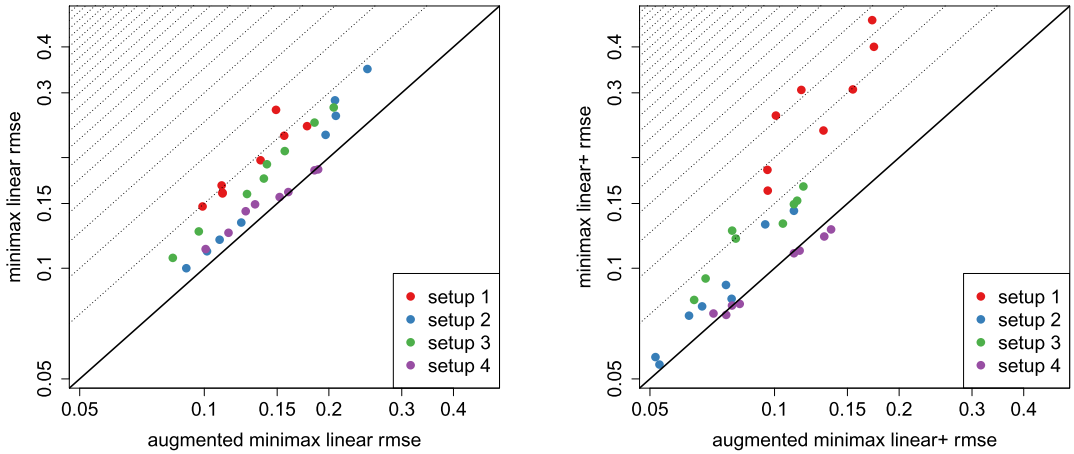 minimax linear rmse
0.4
0.3
0.15
0.1
0.05
0.05 0.1 0.15 0.2 0.3 0.4
augmented minimax linear rmse
setup 1
setup 2
setup 3
setup 4
minimax linear+ rmse
0.4
0.3
0.15
0.1
0.05
0.05 0.1 0.15 0.2 0.3 0.4
augmented minimax linear+ rmse
setup 1
setup 2
setup 3
setup 4